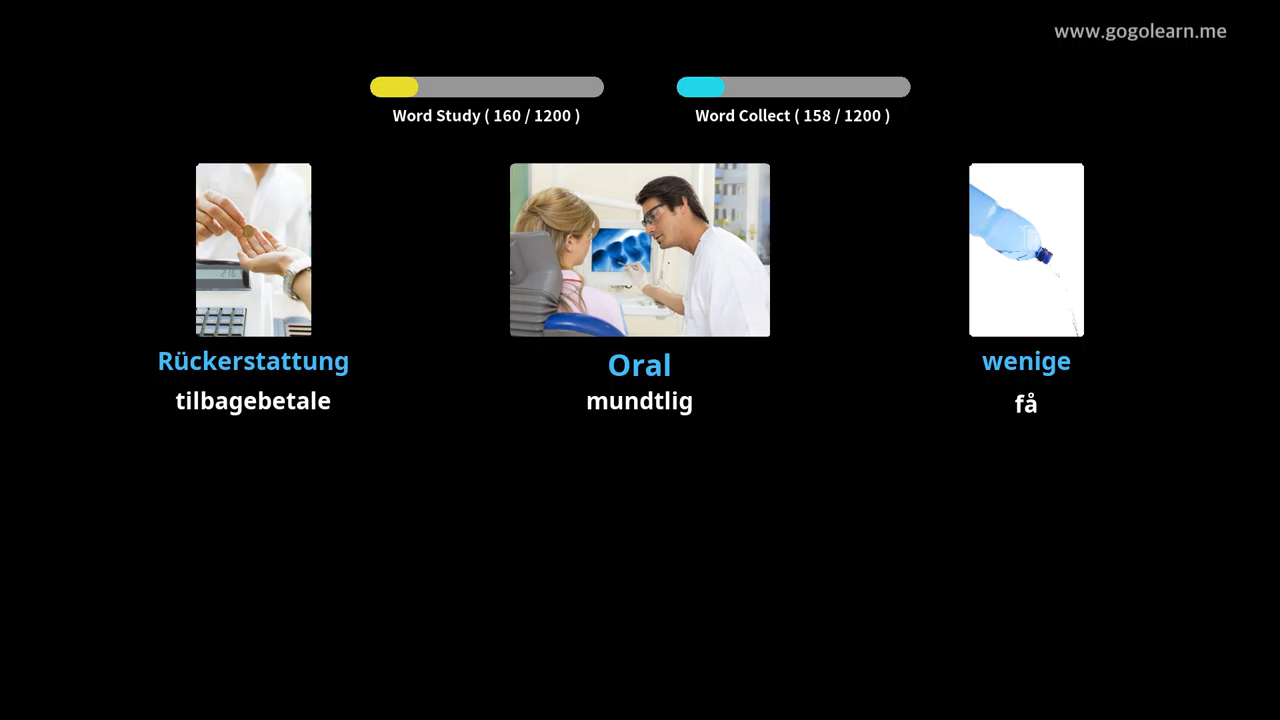 www.gogolearn.me
Word Study ( 160 / 1200 )
Word Collect ( 158 / 1200 )
Rückerstattung
tilbagebetale
Oral
mundtlig
wenige
få